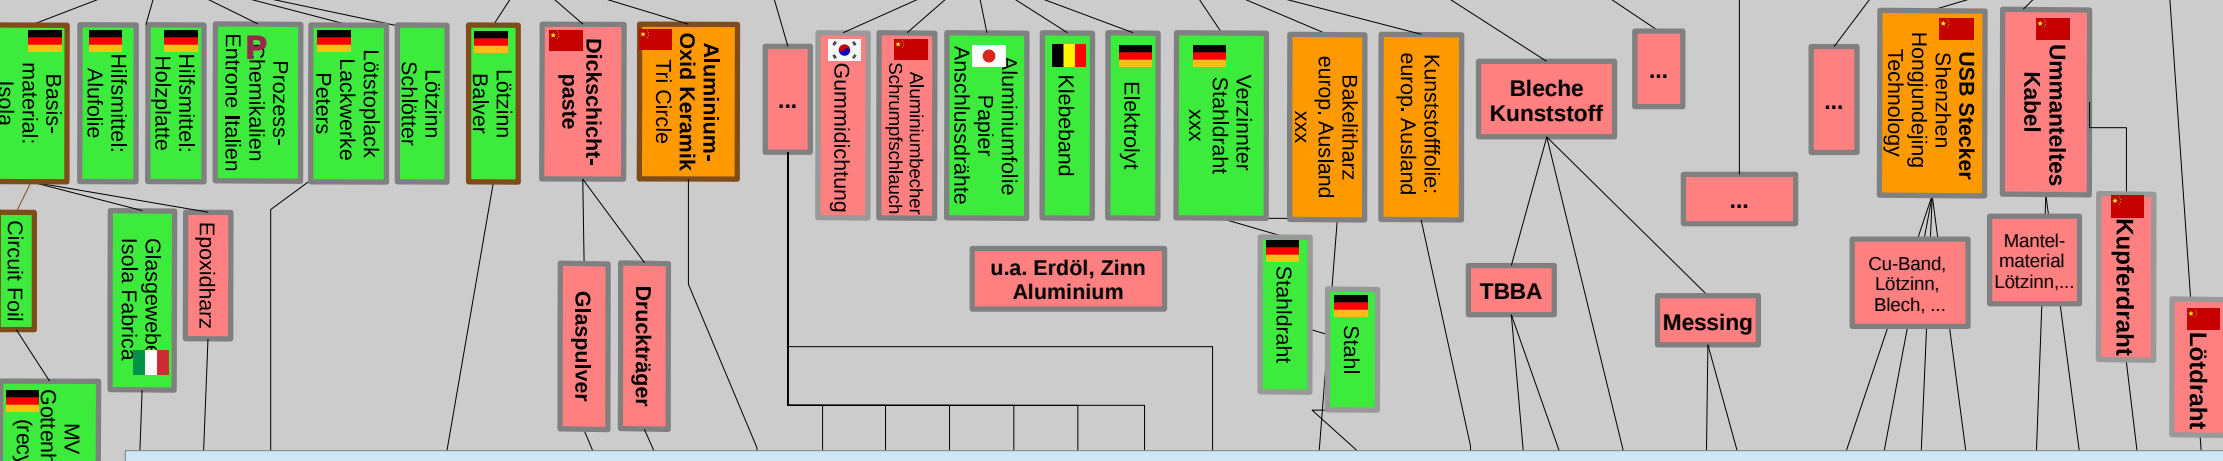 Basis-
material:
Isola
Hilfsmittel:
Alufolie
Hilfsmittel:
Holzplatte
Prozess-
Chemikalien
Entrone Italien
P
Lötstoplack
Lackwerke
Peters
Lötzinn
Schlötter
Lötzinn
Balver
Dickschicht-
paste
Aluminium-
Oxid Keramik
Tri Circle
...
Gummidichtung
Aluminiumbecher
Schrumpfschlauch
Aluminiumfolie
Papier
Anschlussdrähte
Klebeband
Elektrolyt
Verzinnter
Stahldraht
xxx
Bakelitharz
europ. Ausland
xxx
Kunststofffolie:
europ. Ausland
Bleche
Kunststoff
...
...
...
USB Stecker
Shenzhen
Hongjundejing
Technology
Ummanteltes
Kabel
Circuit Foil
Glasgewebe
Isola Fabrica
Epoxidharz
Glaspulver
Druckträger
u.a. Erdöl, Zinn
Aluminium
Stahldraht
Stahl
TBBA
Messing
Cu-Band,
Lötzinn,
Blech, ...
Mantel-
material
Lötzinn,...
Kupferdraht
Lötdraht
MV